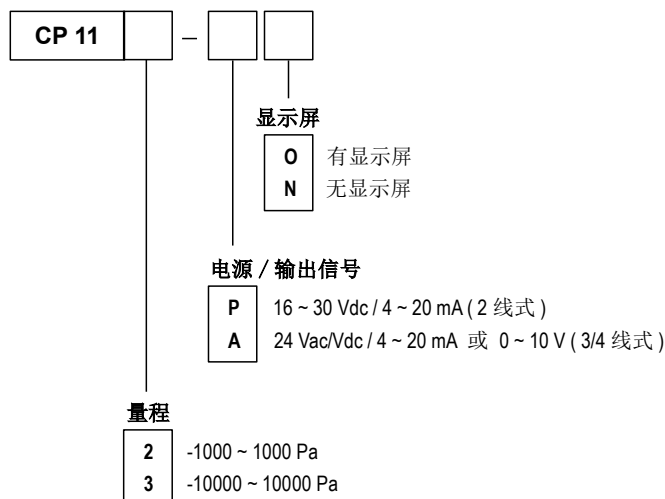 CP 11 –
显示屏
O 有显示屏
N 无显示屏
电源 / 输出信号
P 16 ~ 30 Vdc / 4 ~ 20 mA ( 2 线式 )
A 24 Vac/Vdc / 4 ~ 20 mA 或 0 ~ 10 V ( 3/4 线式 )
量程
2 -1000 ~ 1000 Pa
3 -10000 ~ 10000 Pa